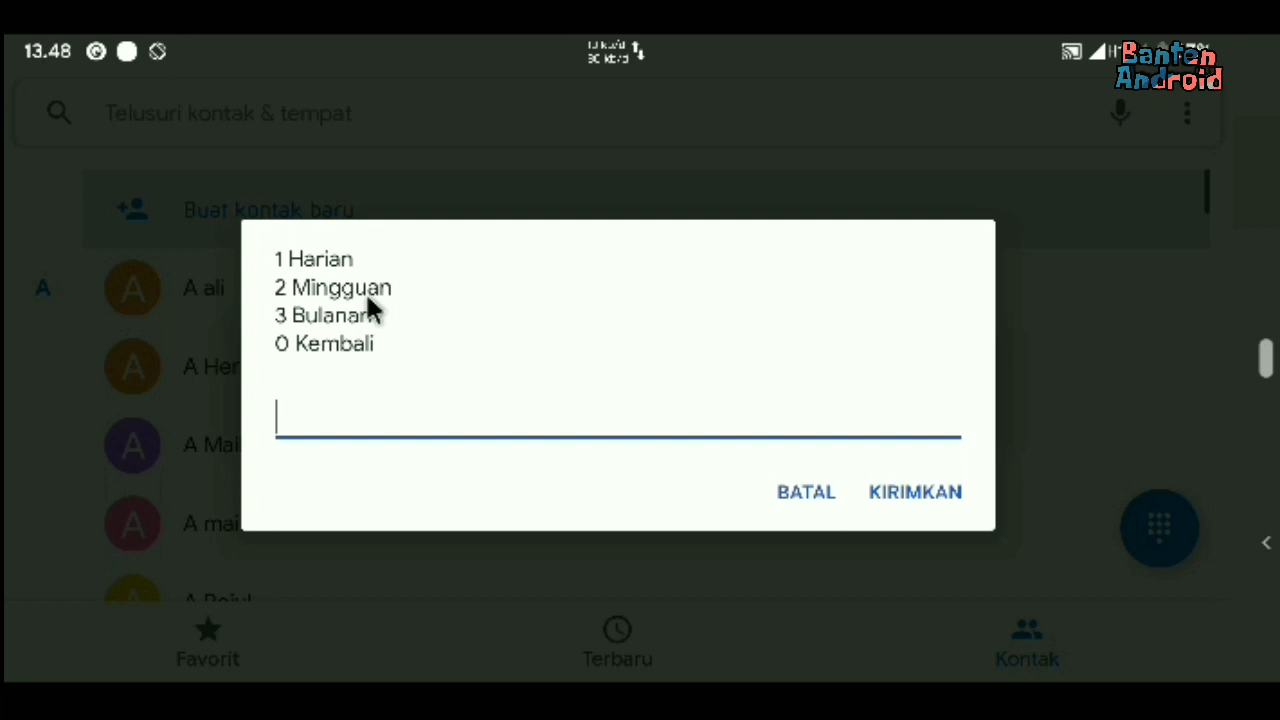 13.48
Banten
Android
Telusuri kontak & tempat
Buat kontak baru
1 Harian
2 Mingguan
3 Bulanan
0 Kembali
A
A ali
A
A
A
A
BATAL
KIRIMKAN
Favorit
Terbaru
Kontak